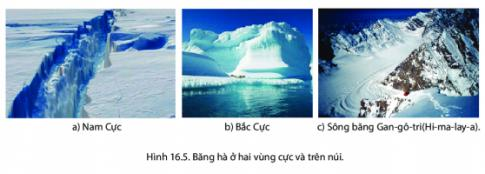 a) Nam Cực
b) Bắc Cực
c) Sông băng Gan-gô-tri(Hi-ma-lay-a).
Hình 16.5. Băng hà ở hai vùng cực và trên núi.